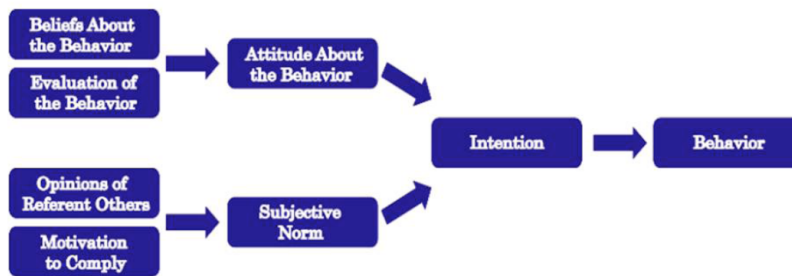 Beliefs About
the Behavior
Evaluation of
the Behavior
Attitude About
the Behavior
Opinions of
Referent Others
Motivation
to Comply
Subjective
Norm
Intention
Behavior